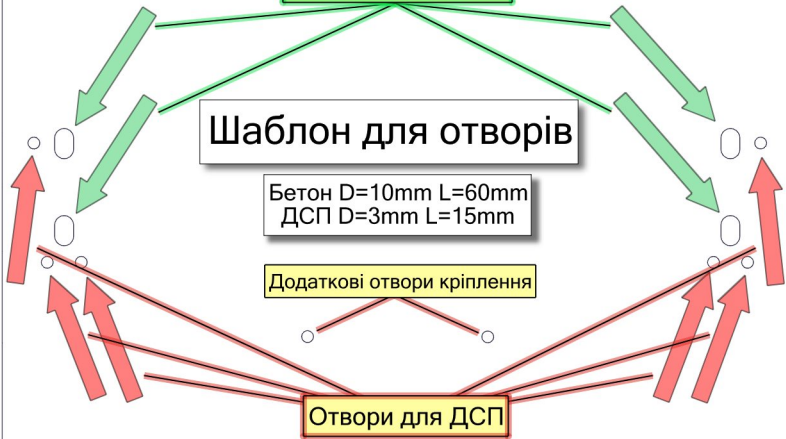 Шаблон для отворів
Бетон D=10mm L=60mm
ДСП D=3mm L=15mm
Додаткові отвори кріплення
Отвори для ДСП